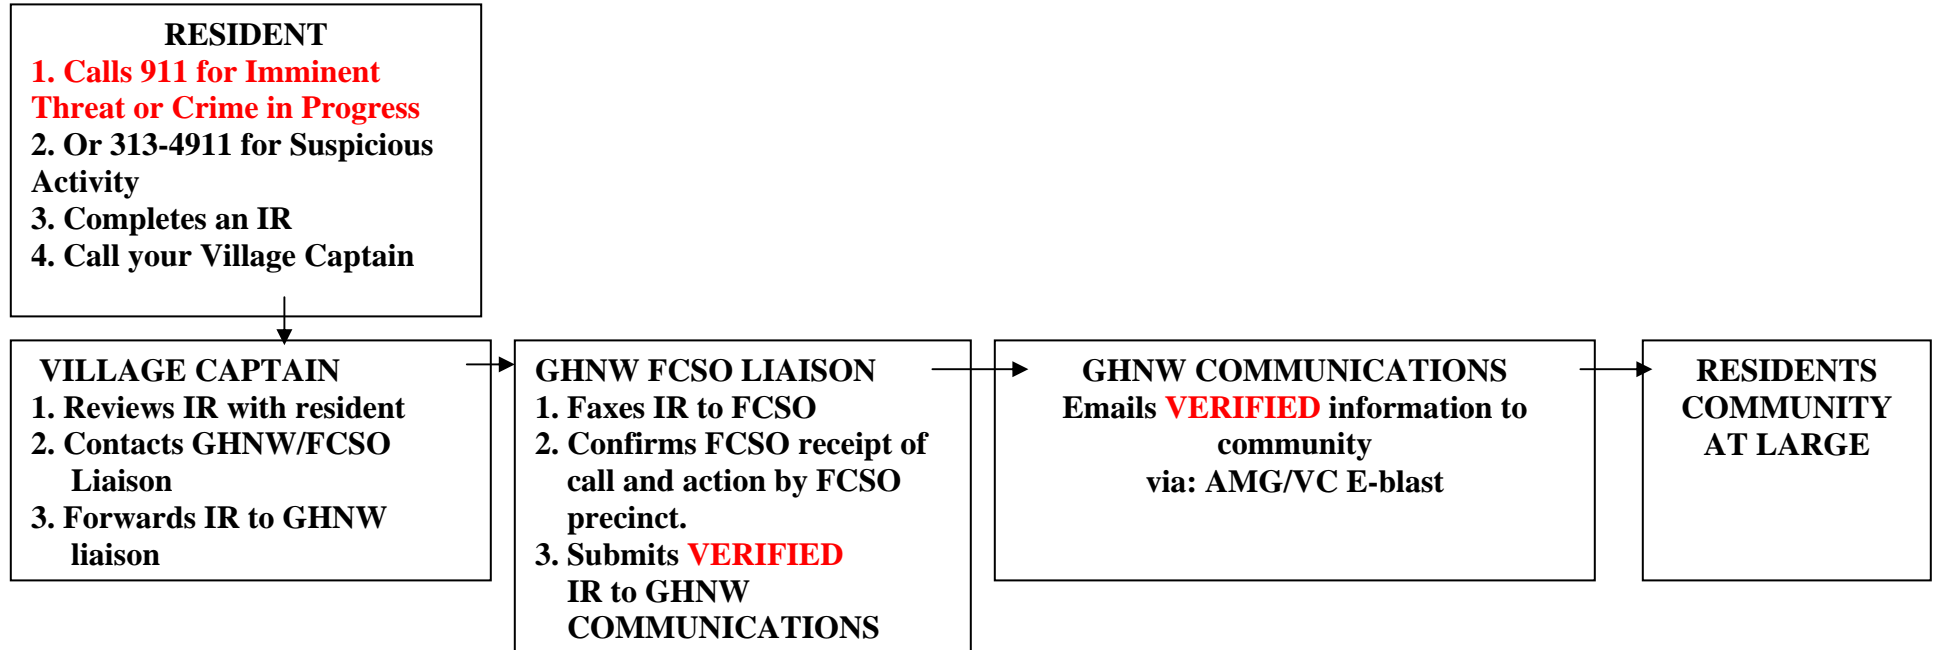 RESIDENT
1. Calls 911 for Imminent
Threat or Crime in Progress
2. Or 313-4911 for Suspicious
Activity
3. Completes an IR
4. Call your Village Captain
VILLAGE CAPTAIN
1. Reviews IR with resident
2. Contacts GHNW/FCSO
Liaison
3. Forwards IR to GHNW
liaison
GHNW FCSO LIAISON
1. Faxes IR to FCSO
2. Confirms FCSO receipt of
call and action by FCSO
precinct.
3. Submits VERIFIED
IR to GHNW
COMMUNICATIONS
GHNW COMMUNICATIONS
Emails VERIFIED information to
community
via: AMG/VC E-blast
RESIDENTS
COMMUNITY
AT LARGE